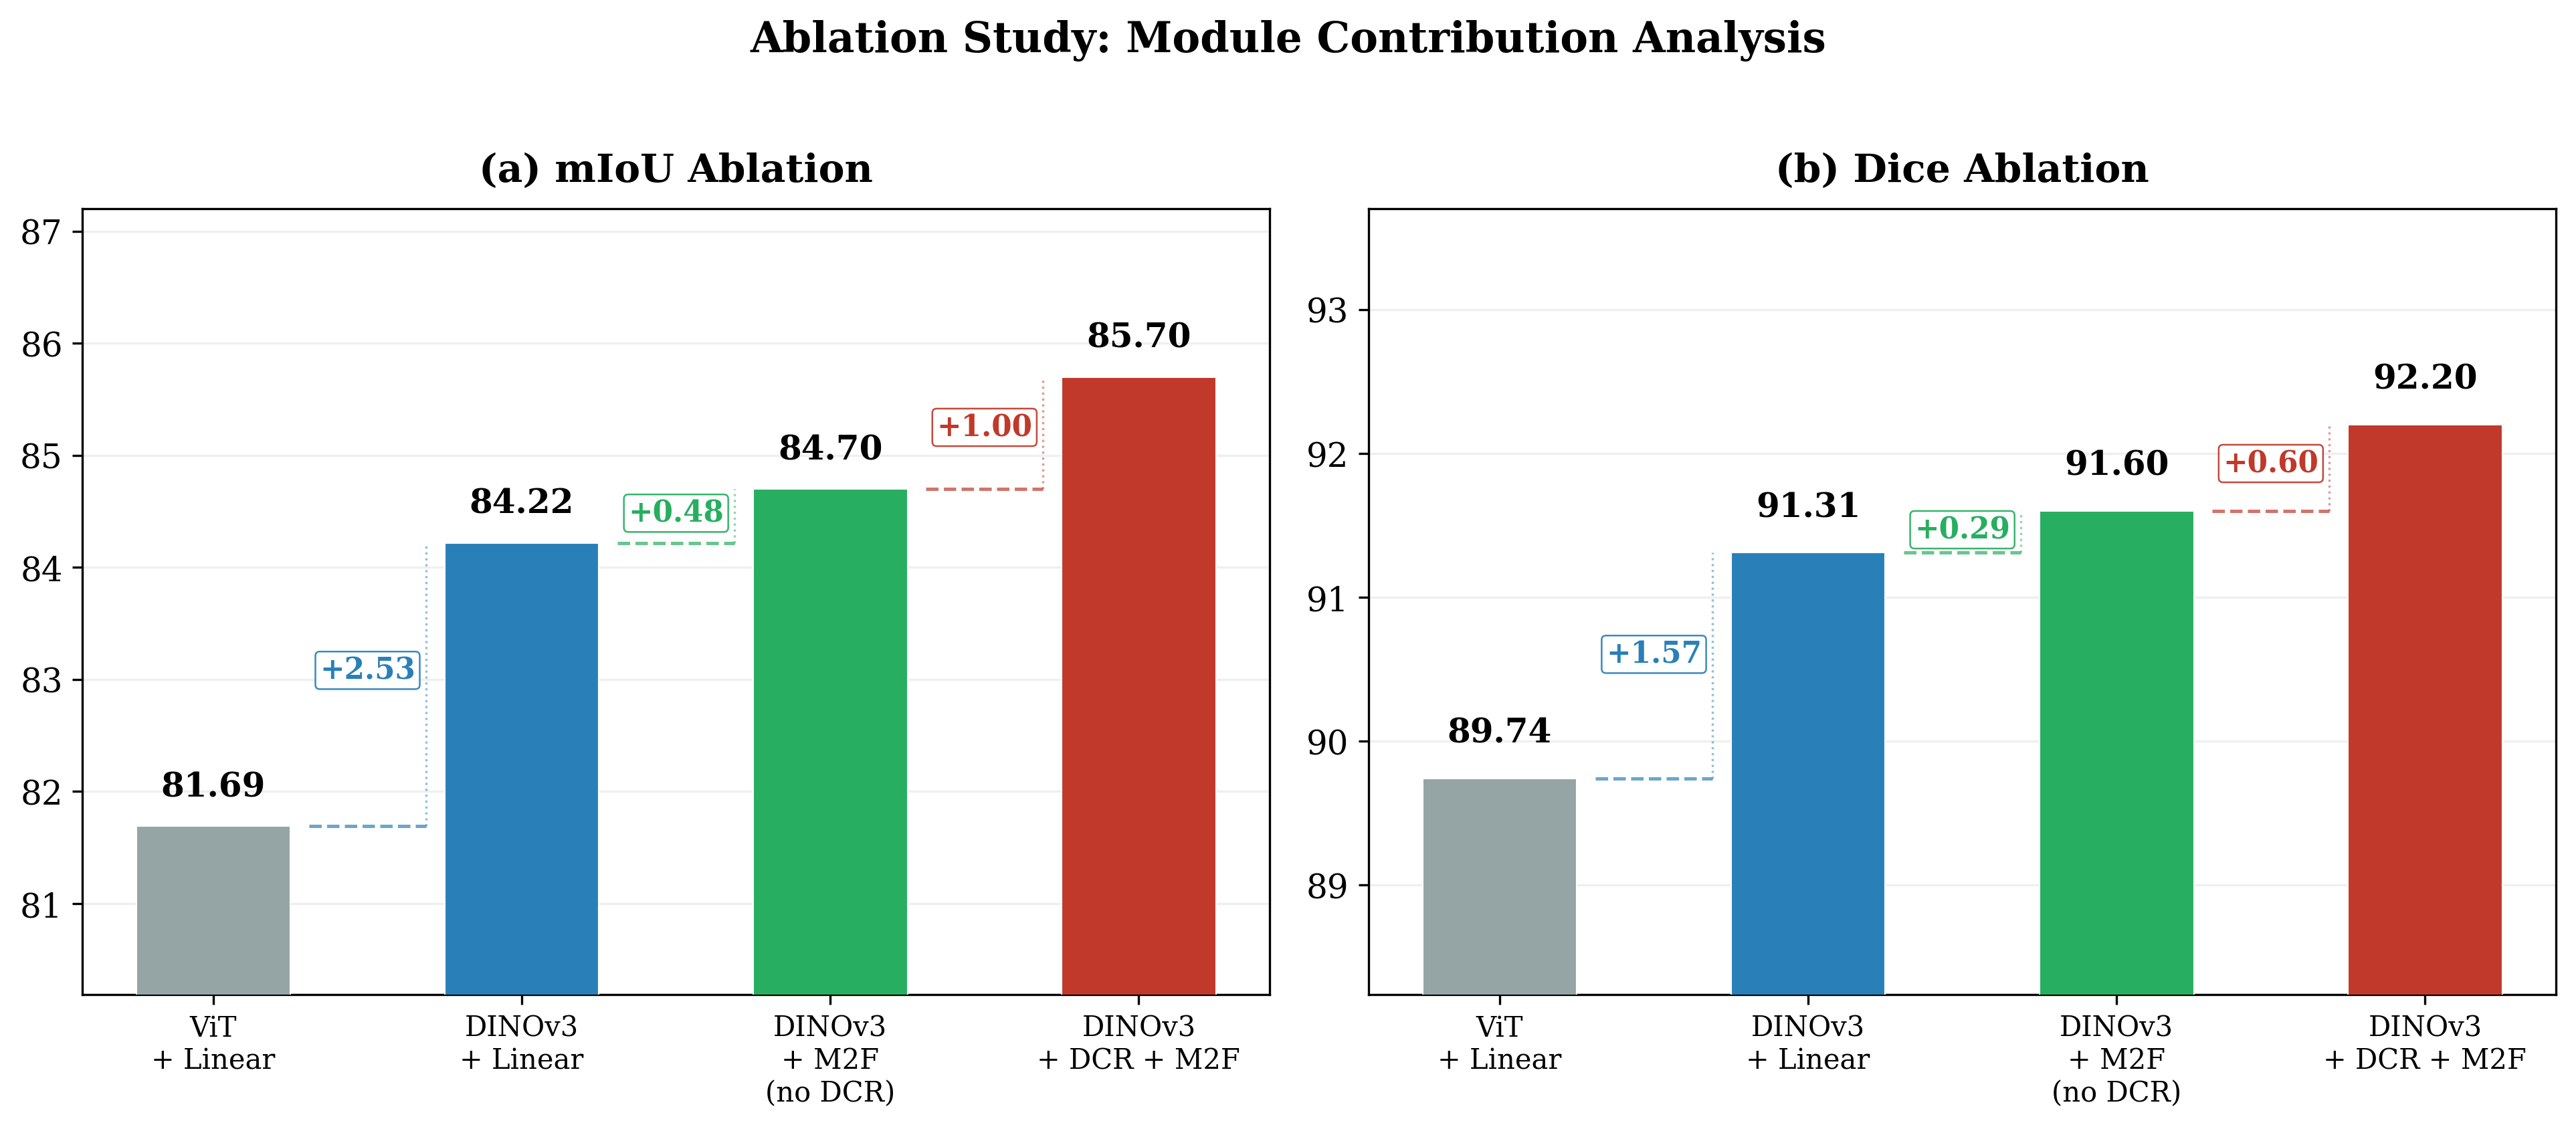 Ablation Study: Module Contribution Analysis
(a) mIoU Ablation
87
86
85
84
83
82
81
81.69
+2.53
84.22
+0.48
84.70
+1.00
85.70
ViT
+ Linear
DINOv3
+ Linear
DINOv3
+ M2F
(no DCR)
DINOv3
+ DCR + M2F
(b) Dice Ablation
93
92
91
90
89
89.74
+1.57
91.31
+0.29
91.60
+0.60
92.20
ViT
+ Linear
DINOv3
+ Linear
DINOv3
+ M2F
(no DCR)
DINOv3
+ DCR + M2F